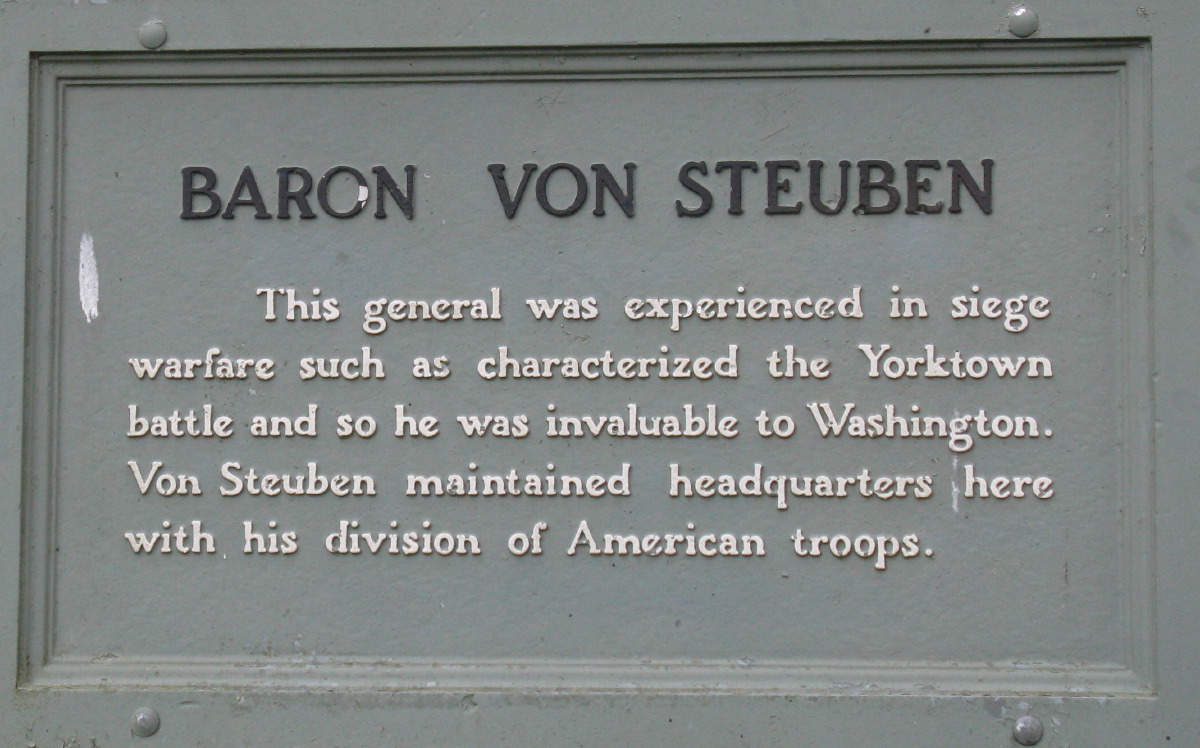 BARON VON STEUBEN
This general was experienced in siege
warfare such as characterized the Yorktown
battle and so he was invaluable to Washington.
Von Steuben maintained headquarters here
with his division of American troops.